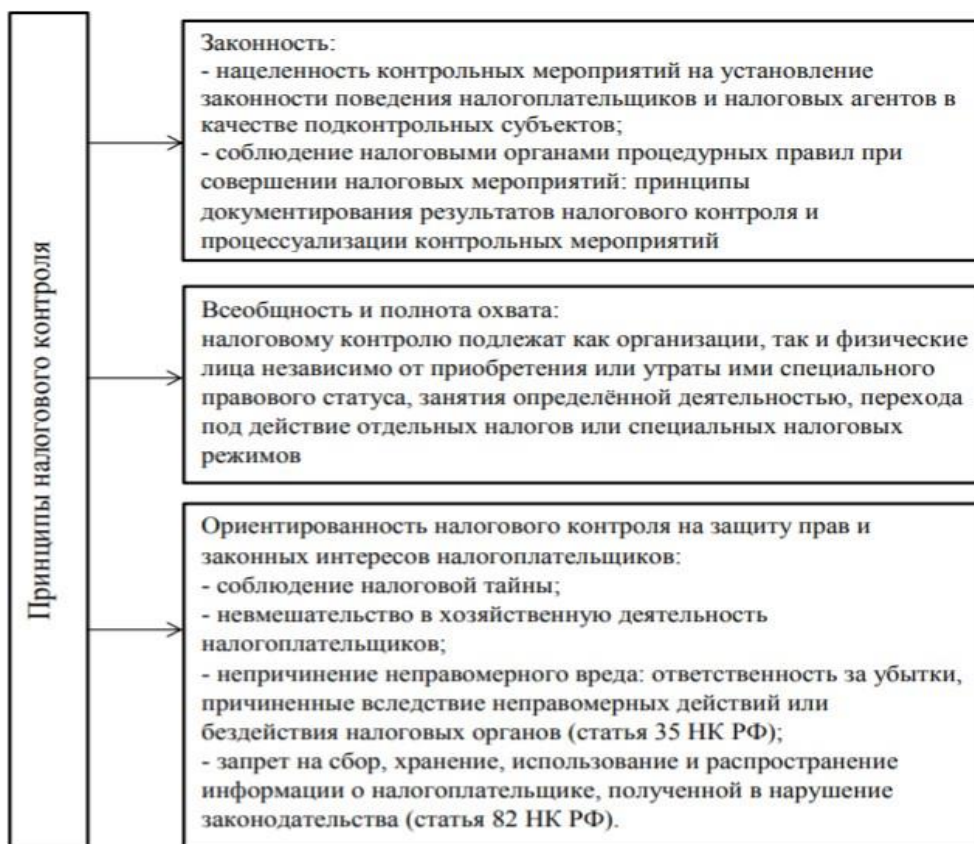 Принципы налогового контроля
Законность:
- нацеленность контрольных мероприятий на установление
законности поведения налогоплательщиков и налоговых агентов в
качестве подконтрольных субъектов;
- соблюдение налоговыми органами процедурных правил при
совершении налоговых мероприятий: принципы
документирования результатов налогового контроля и
процессуализации контрольных мероприятий
Всеобщность и полнота охвата:
налоговому контролю подлежат как организации, так и физические
лица независимо от приобретения или утраты ими специального
правового статуса, занятия определённой деятельностью, перехода
под действие отдельных налогов или специальных налоговых
режимов
Ориентированность налогового контроля на защиту прав и
законных интересов налогоплательщиков:
- соблюдение налоговой тайны;
- невмешательство в хозяйственную деятельность
налогоплательщиков;
- непричинение неправомерного вреда: ответственность за убытки,
причиненные вследствие неправомерных действий или
бездействия налоговых органов (статья 35 НК РФ);
- запрет на сбор, хранение, использование и распространение
информации о налогоплательщике, полученной в нарушение
законодательства (статья 82 НК РФ).